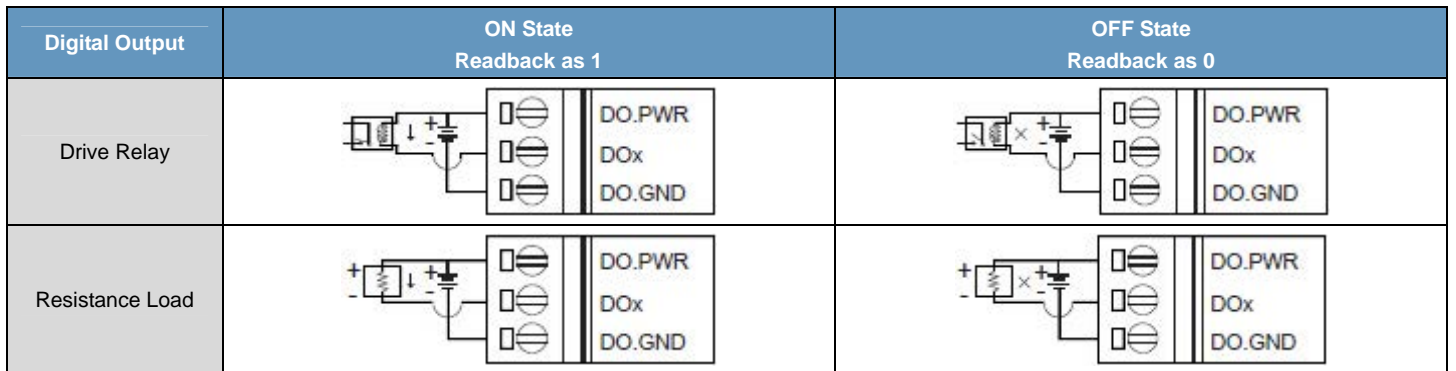 Digital Output
ON State
Readback as 1
OFF State
Readback as 0
Drive Relay
+
-
DO.PWR
DOx
DO.GND
+
-
×
DO.PWR
DOx
DO.GND
Resistance Load
+
-
+
-
DO.PWR
DOx
DO.GND
+
-
×
+
-
DO.PWR
DOx
DO.GND